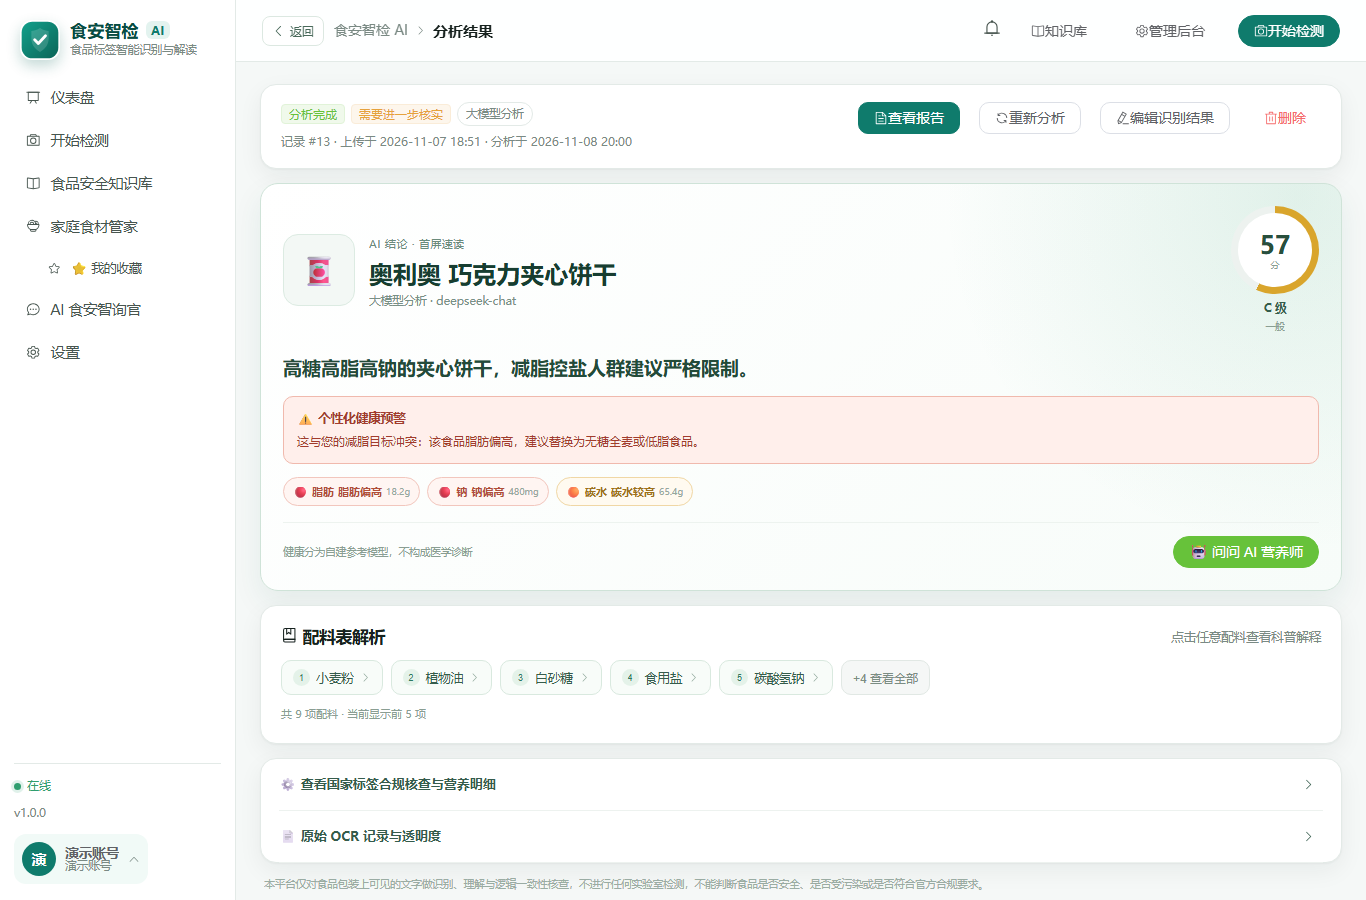 食安智检 AI
食品标签智能识别与解读
仪表盘
开始检测
食品安全知识库
家庭食材管家
我的收藏
AI 食安智询官
设置
在线
v1.0.0
演
演示账号
演示账号
返回
食安智检 AI > 分析结果
知识库
管理后台
开始检测
分析完成
需要进一步核实
大模型分析
记录 #13 · 上传于 2026-11-07 18:51 · 分析于 2026-11-08 20:00
查看报告
重新分析
编辑识别结果
删除
AI 结论 · 首屏速读
奥利奥 巧克力夹心饼干
大模型分析 · deepseek-chat
57
分
C 级
一般
高糖高脂高钠的夹心饼干，减脂控盐人群建议严格限制。
个性化健康预警
这与您的减脂目标冲突：该食品脂肪偏高，建议替换为无糖全麦或低脂食品。
脂肪 脂肪偏高 18.2g
钠 钠偏高 480mg
碳水 碳水较高 65.4g
健康分为自建参考模型，不构成医学诊断
问问 AI 营养师
配料表解析
点击任意配料查看科普解释
1 小麦粉
2 植物油
3 白砂糖
4 食用盐
5 碳酸氢钠
+4 查看全部
共 9 项配料 · 当前显示前 5 项
查看国家标签合规核查与营养明细
原始 OCR 记录与透明度
本平台仅对食品包装上可见的文字做识别、理解与逻辑一致性核查，不进行任何实验室检测，不能判断食品是否安全、是否受污染或是否符合官方合规要求。